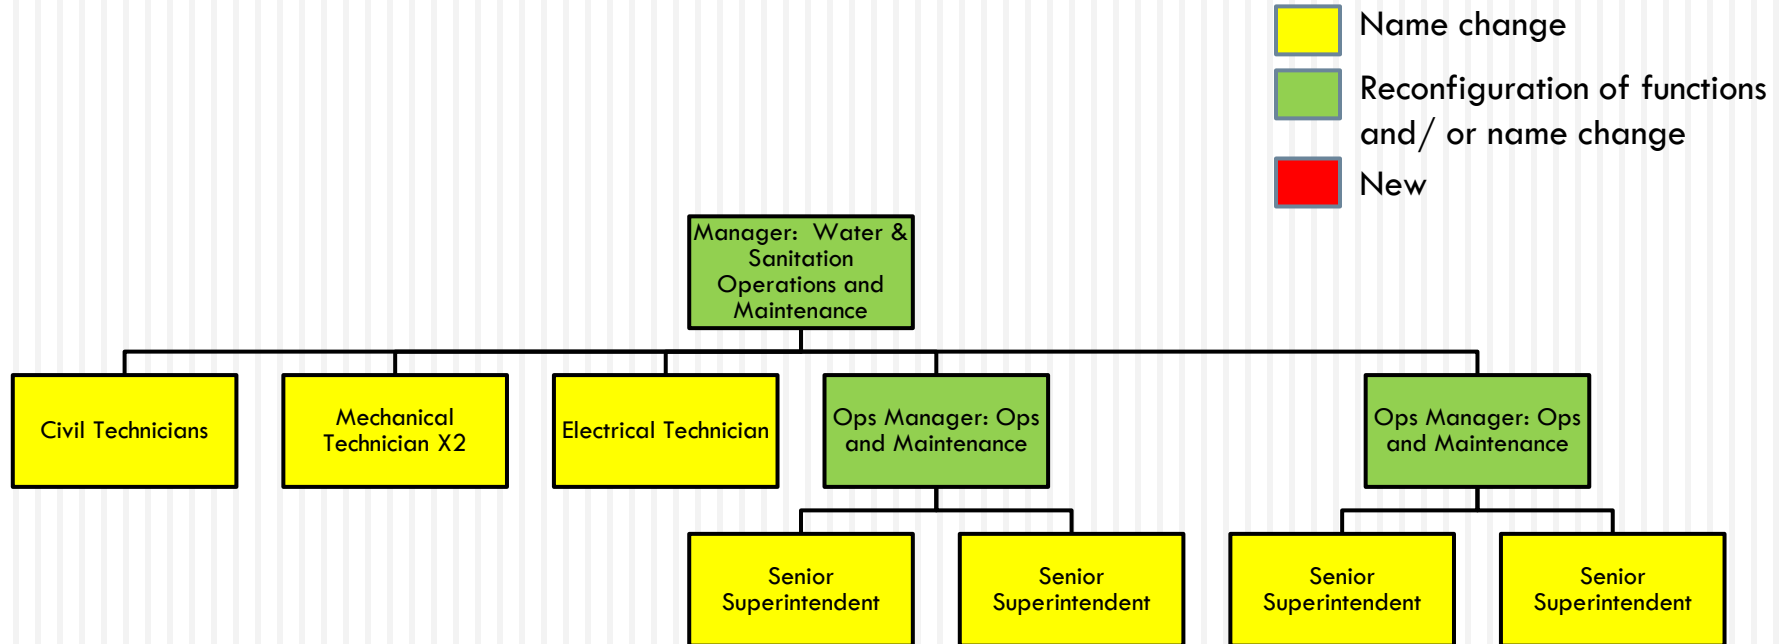 Name change
Reconfiguration of functions
and/ or name change
New
Manager: Water &
Sanitation
Operations and
Maintenance
Civil Technicians
Mechanical
Technician X2
Electrical Technician
Ops Manager: Ops
and Maintenance
Ops Manager: Ops
and Maintenance
Senior
Superintendent
Senior
Superintendent
Senior
Superintendent
Senior
Superintendent